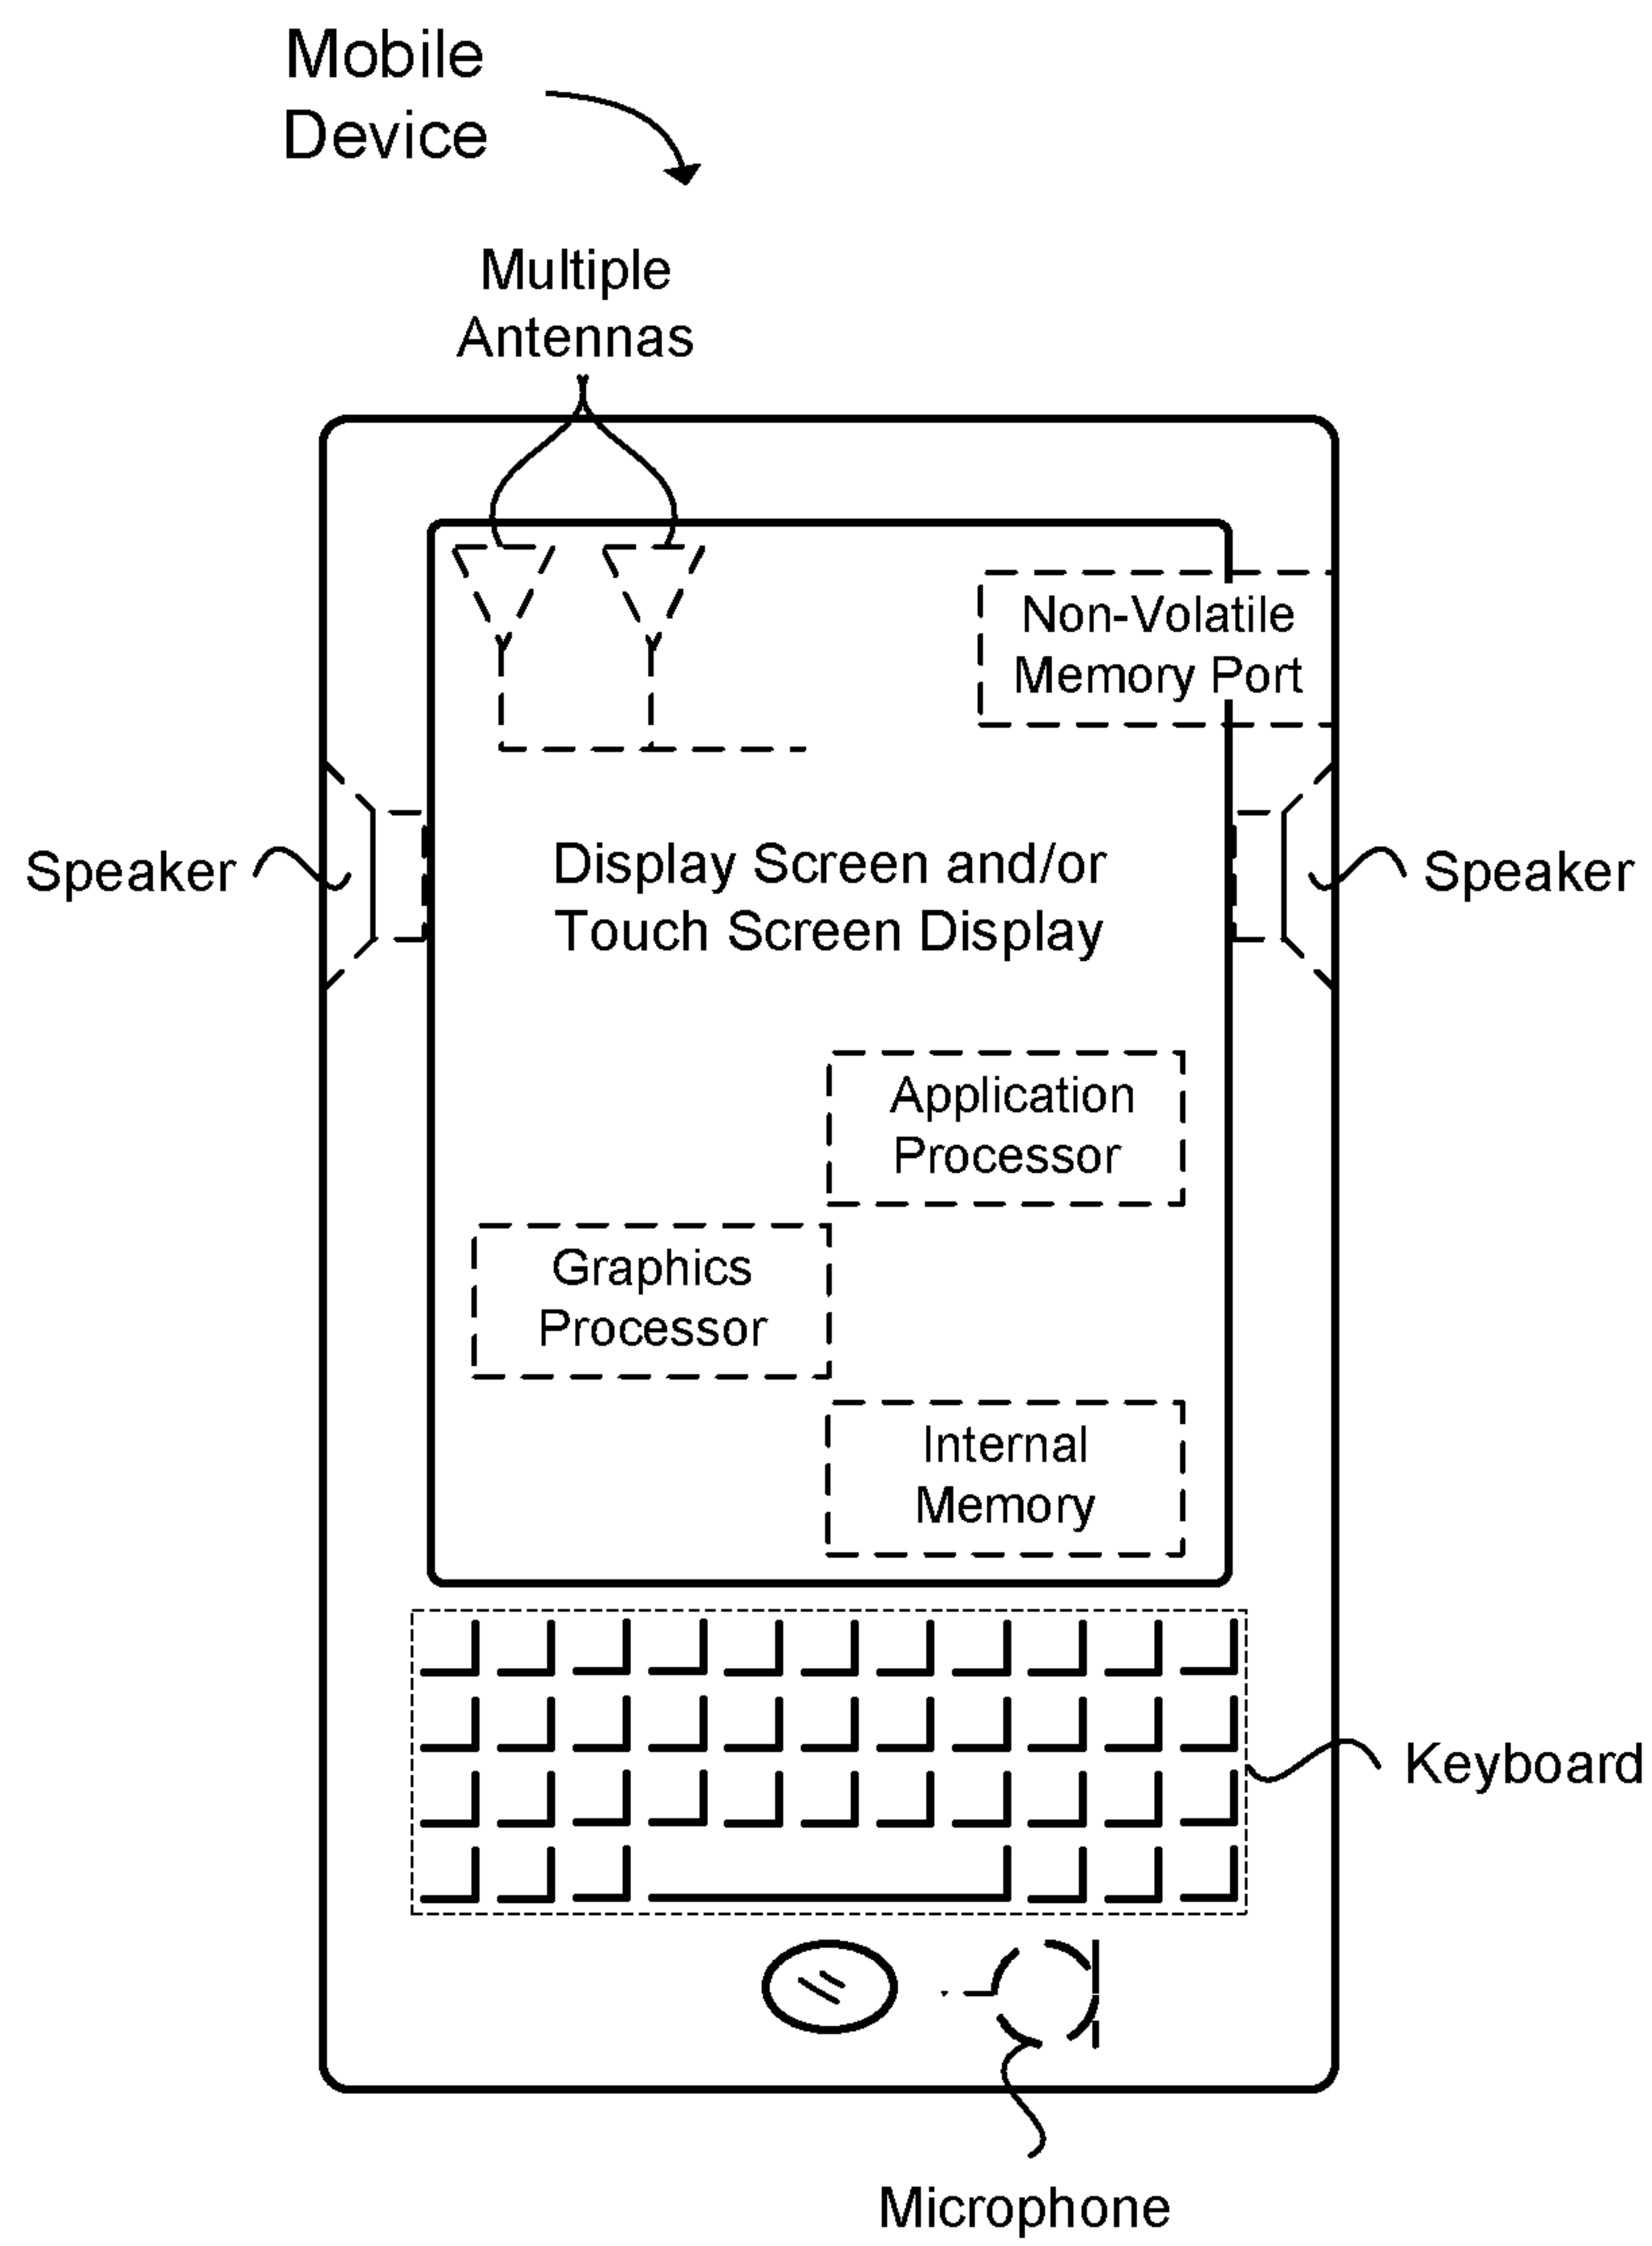 Mobile
Device
Multiple
Antennas
Non-Volatile
Memory Port
Speaker
Display Screen and/or
Touch Screen Display
Speaker
Application
Processor
Graphics
Processor
Internal
Memory
Keyboard
Microphone